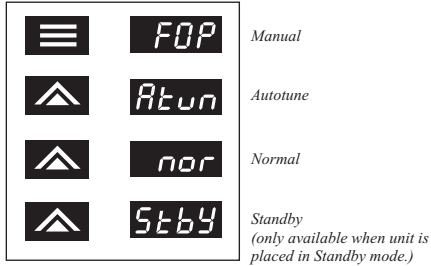 FOP Manual
Atun Autotune
nor Normal
Stby Standby
(only available when unit is
placed in Standby mode.)